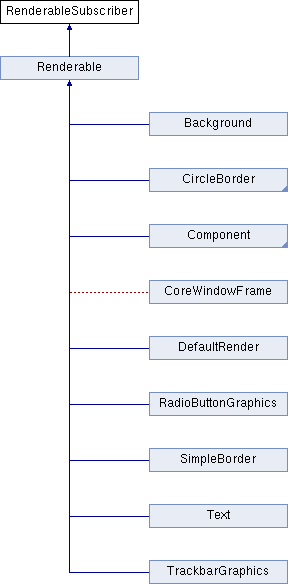 RenderableSubscriber
Renderable
Background
CircleBorder
Component
CoreWindowFrame
DefaultRender
RadioButtonGraphics
SimpleBorder
Text
TrackbarGraphics